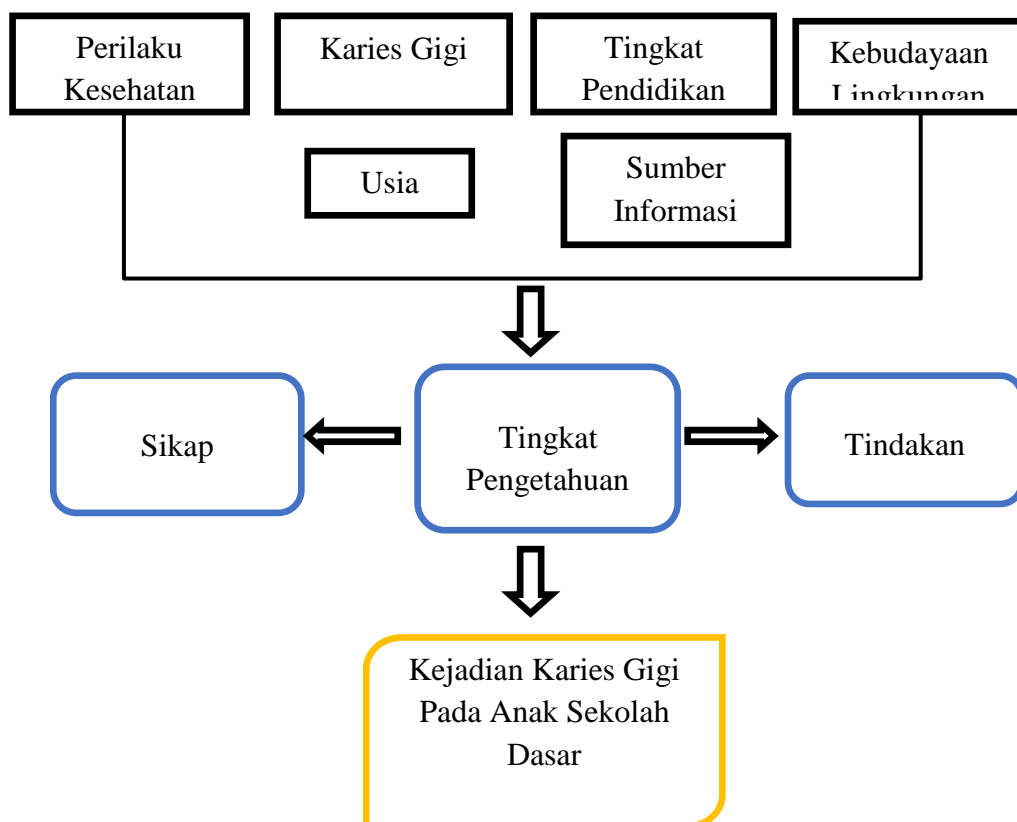 Perilaku
Kesehatan
Karies Gigi
Tingkat
Pendidikan
Kebudayaan
Lingkungan
Usia
Sumber
Informasi
Sikap
Tingkat
Pengetahuan
Tindakan
Kejadian Karies Gigi
Pada Anak Sekolah
Dasar